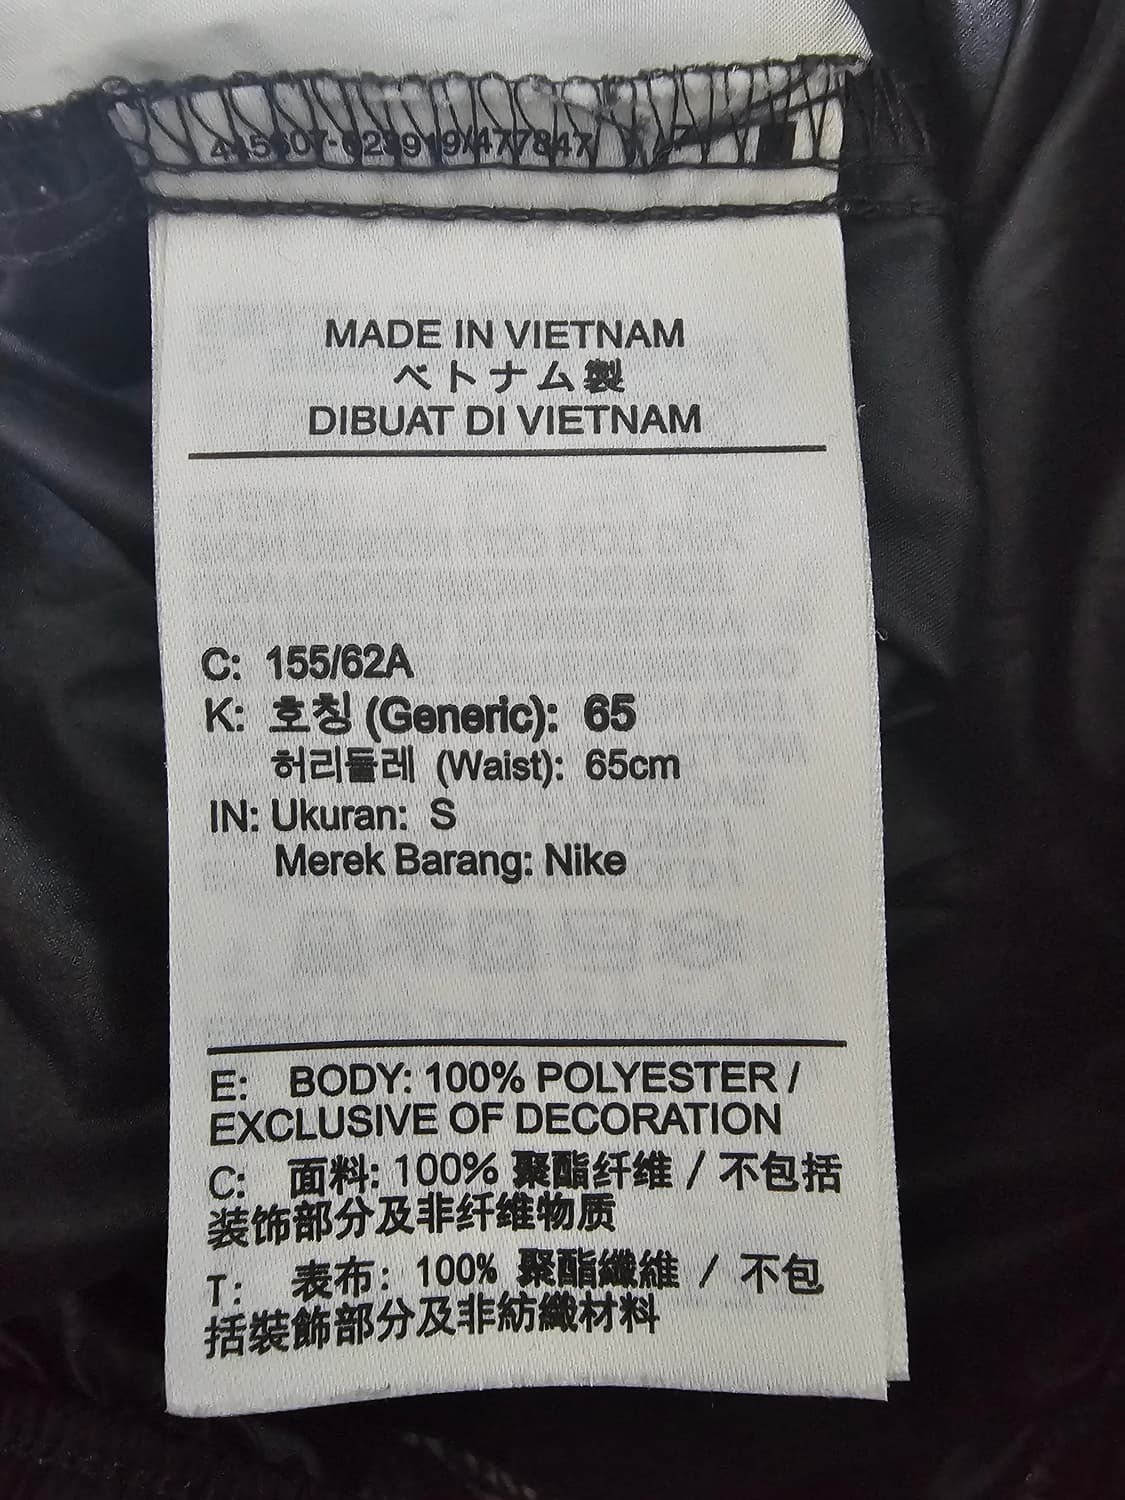 MADE IN VIETNAM
ベトナム製
DIBUAT DI VIETNAM
C: 155/62A
K: 호칭 (Generic): 65
허리둘레 (Waist): 65cm
IN: Ukuran: S
Merek Barang: Nike
E: BODY: 100% POLYESTER /
EXCLUSIVE OF DECORATION
C: 面料: 100% 聚酯纤维 / 不包括
装饰部分及非纤维物质
T: 表布: 100% 聚酯纖維 / 不包
括裝飾部分及非紡織材料